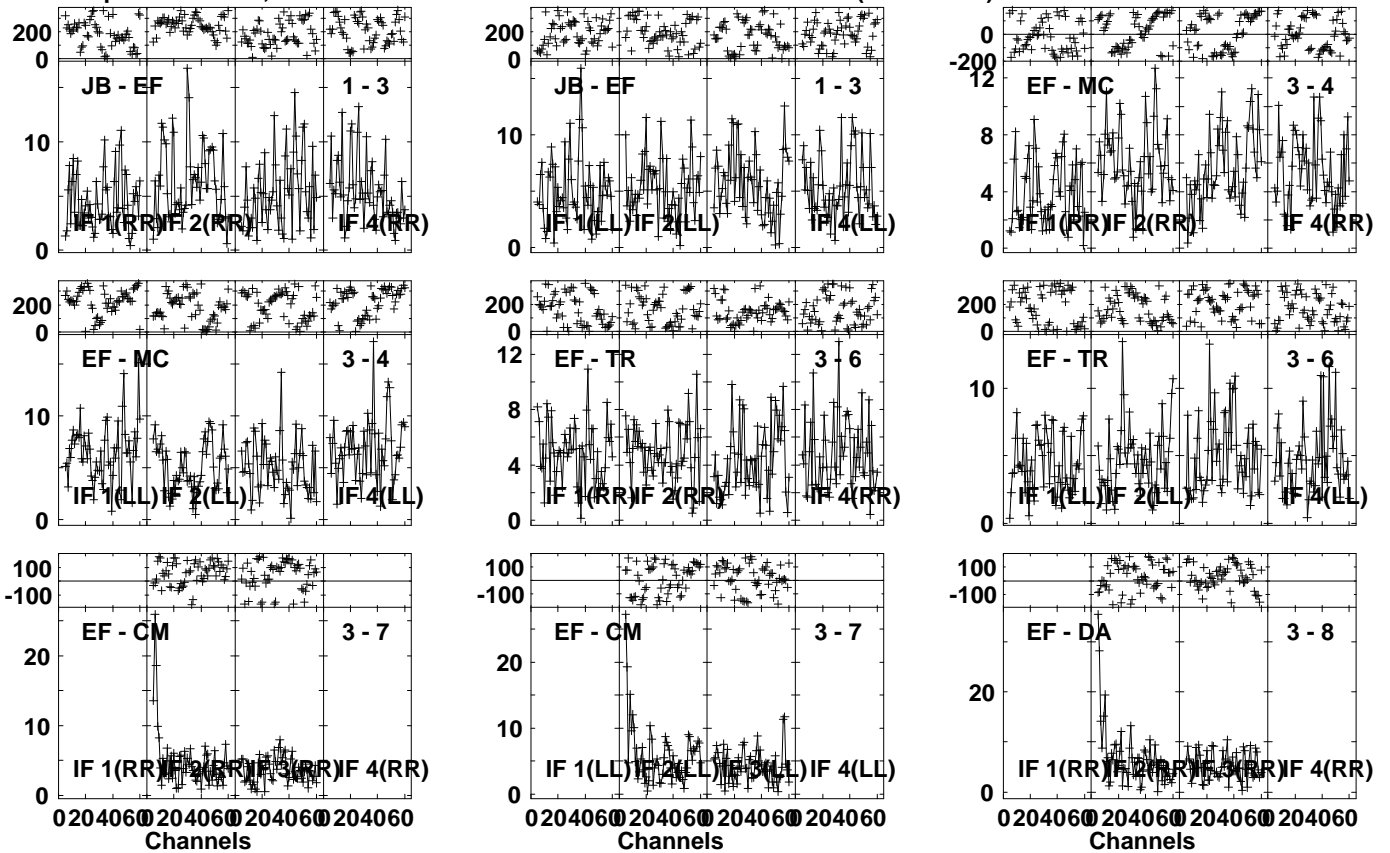 200
0
200
0
0
-200
JB - EF 1 - 3
10
0
IF 1(RR) IF 2(RR) IF 4(RR)
JB - EF 1 - 3
10
0
IF 1(LL) IF 2(LL) IF 4(LL)
EF - MC 3 - 4
12
8
4
0
IF 1(RR) IF 2(RR) IF 4(RR)
200
0
200
0
200
0
EF - MC 3 - 4
10
0
IF 1(LL) IF 2(LL) IF 4(LL)
EF - TR 3 - 6
12
8
4
0
IF 1(RR) IF 2(RR) IF 4(RR)
EF - TR 3 - 6
10
0
IF 1(LL) IF 2(LL) IF 4(LL)
100
-100
100
-100
100
-100
EF - CM 3 - 7
20
10
0
IF 1(RR) IF 2(RR) IF 3(RR) IF 4(RR)
EF - CM 3 - 7
20
10
0
IF 1(LL) IF 2(LL) IF 3(LL) IF 4(LL)
EF - DA 3 - 8
20
0
IF 1(RR) IF 2(RR) IF 3(RR) IF 4(RR)
0 20 40 60 0 20 40 60 0 20 40 60 0 20 40 60
Channels
0 20 40 60 0 20 40 60 0 20 40 60 0 20 40 60
Channels
0 20 40 60 0 20 40 60 0 20 40 60 0 20 40 60
Channels